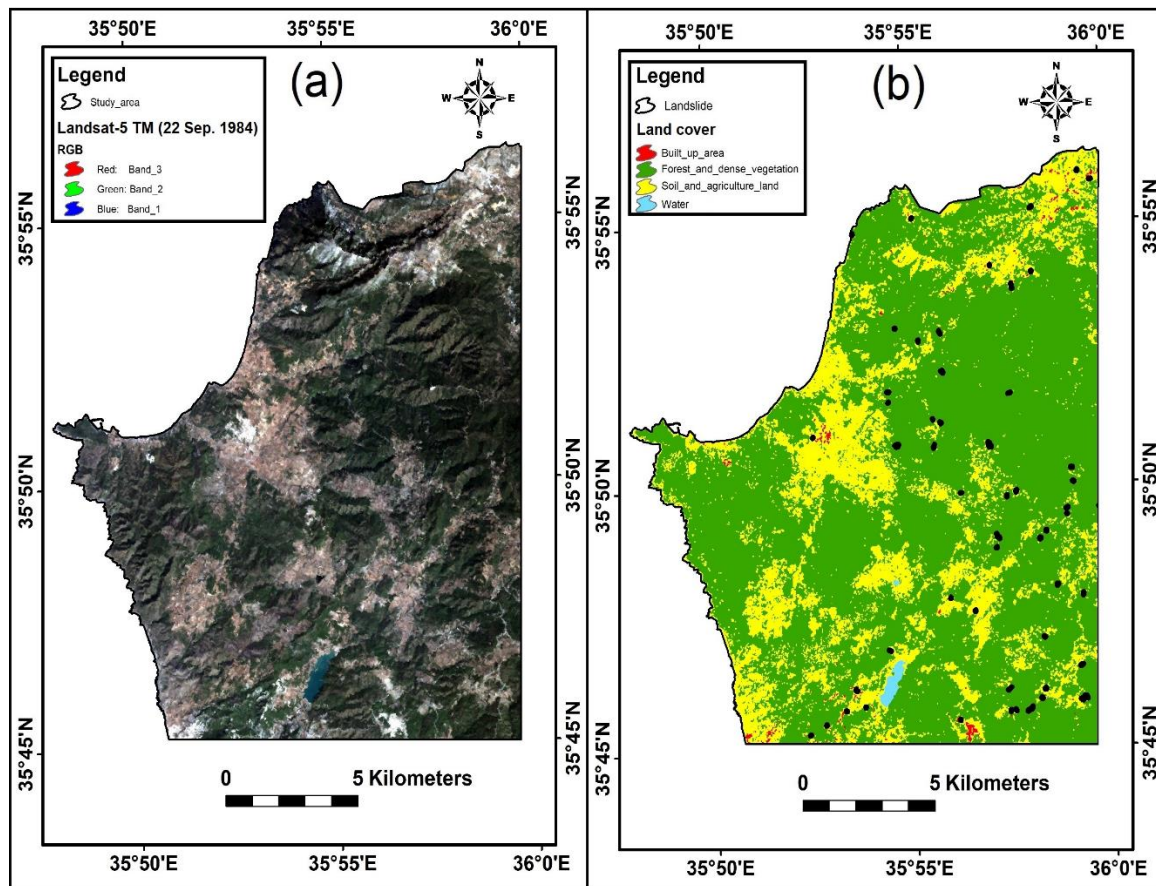 35°50'E 35°55'E 36°0'E
Legend
Study_area
Landsat-5 TM (22 Sep. 1984)
RGB
Red: Band_3
Green: Band_2
Blue: Band_1
(a)
N
W E
S
35°55'N
35°55'N
35°50'N
35°50'N
35°45'N
35°45'N
0 5 Kilometers
35°50'E 35°55'E 36°0'E
35°50'E 35°55'E 36°0'E
Legend
Landslide
Land cover
Built_up_area
Forest_and_dense_vegetation
Soil_and_agriculture_land
Water
(b)
N
W E
S
35°55'N
35°55'N
35°50'N
35°50'N
35°45'N
35°45'N
0 5 Kilometers
35°50'E 35°55'E 36°0'E